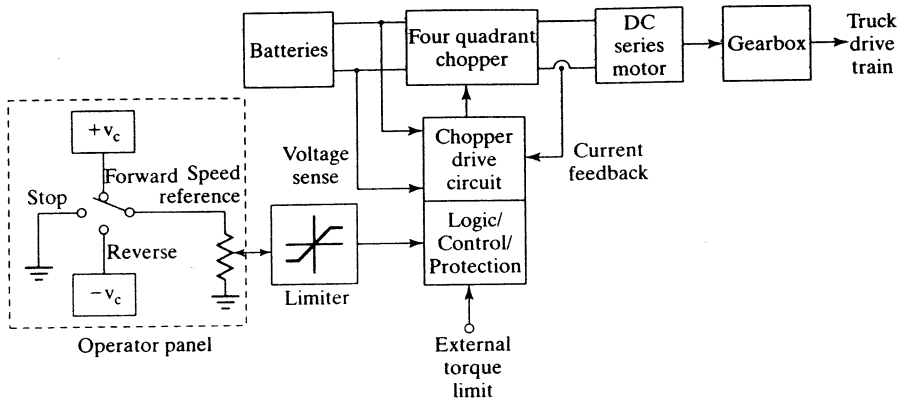 Batteries
Four quadrant
chopper
DC
series
motor
Gearbox
Truck
drive
train
+v_c
Forward
Speed
reference
Stop
Reverse
−v_c
Operator panel
Voltage
sense
Limiter
Chopper
drive
circuit
Logic/
Control/
Protection
Current
feedback
External
torque
limit